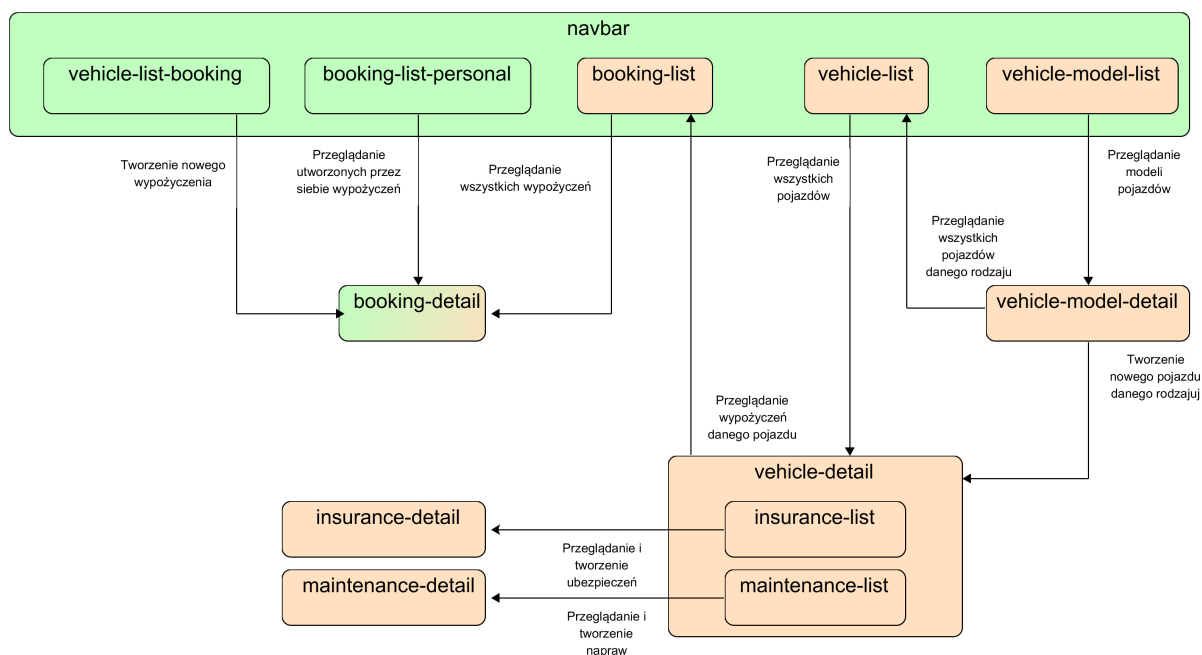 navbar
vehicle-list-booking
booking-list-personal
booking-list
vehicle-list
vehicle-model-list
Tworzenie nowego
wypożyczenia
Przeglądanie
utworzonych przez
siebie wypożyczeń
Przeglądanie
wszystkich wypożyczeń
Przeglądanie
wszystkich
pojazdów
Przeglądanie
modeli
pojazdów
Przeglądanie
wszystkich
pojazdów
danego rodzaju
booking-detail
vehicle-model-detail
Tworzenie
nowego pojazdu
danego rodzajuj
Przeglądanie
wypożyczeń
danego pojazdu
vehicle-detail
insurance-detail
insurance-list
Przeglądanie i
tworzenie
ubezpieczeń
maintenance-detail
maintenance-list
Przeglądanie i
tworzenie
napraw